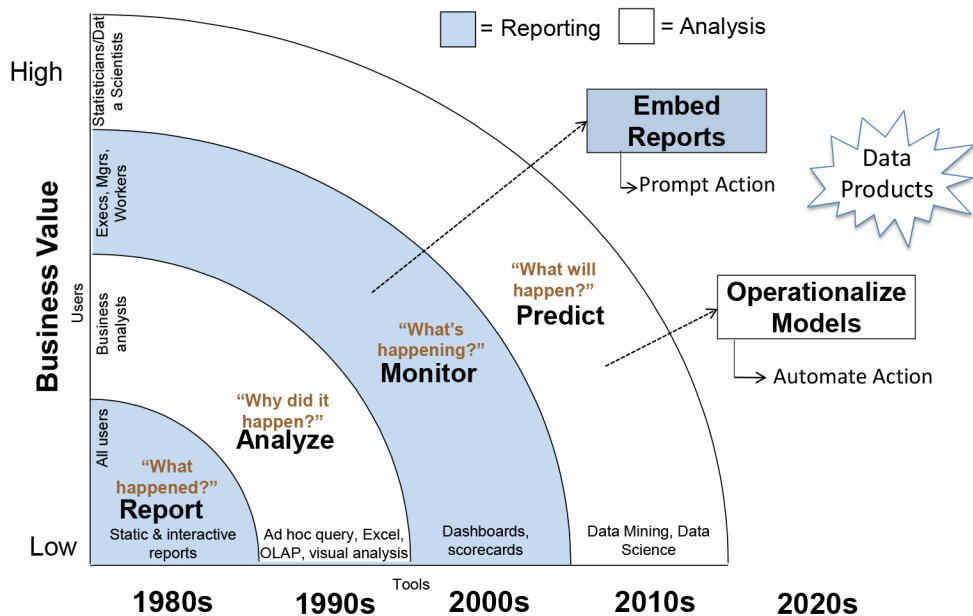 = Reporting
= Analysis
High
Statisticians/Dat
a Scientists
Embed
Reports
Prompt Action
Data
Products
Execs, Mgrs,
Workers
Business Value
Users
Business
analysts
“What will
happen?”
Predict
Operationalize
Models
Automate Action
“What’s
happening?”
Monitor
“Why did it
happen?”
Analyze
All users
“What
happened?”
Report
Low
Static & interactive
reports
Ad hoc query, Excel,
OLAP, visual analysis
Dashboards,
scorecards
Data Mining, Data
Science
Tools
1980s
1990s
2000s
2010s
2020s